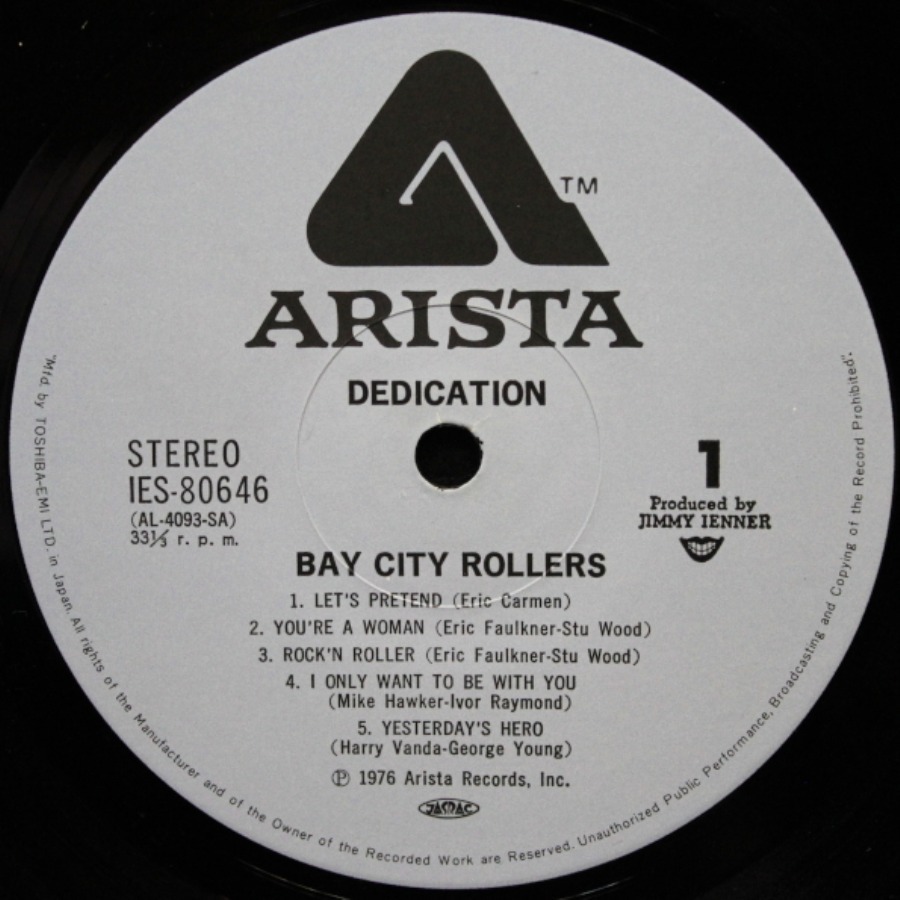 TM
ARISTA
DEDICATION
STEREO
IES-80646
(AL-4093-SA)
33⅓ r. p. m.
1
Produced by
JIMMY IENNER
BAY CITY ROLLERS
1. LET'S PRETEND (Eric Carmen)
2. YOU'RE A WOMAN (Eric Faulkner-Stu Wood)
3. ROCK'N ROLLER (Eric Faulkner-Stu Wood)
4. I ONLY WANT TO BE WITH YOU
(Mike Hawker-Ivor Raymond)
5. YESTERDAY'S HERO
(Harry Vanda-George Young)
Ⓟ 1976 Arista Records, Inc.
JASRAC
"Mfd. by TOSHIBA-EMI LTD. in Japan. All rights of the Manufacturer and of the Owner of the Recorded Work are Reserved. Unauthorized Public Performance, Broadcasting and Copying of the Record Prohibited".